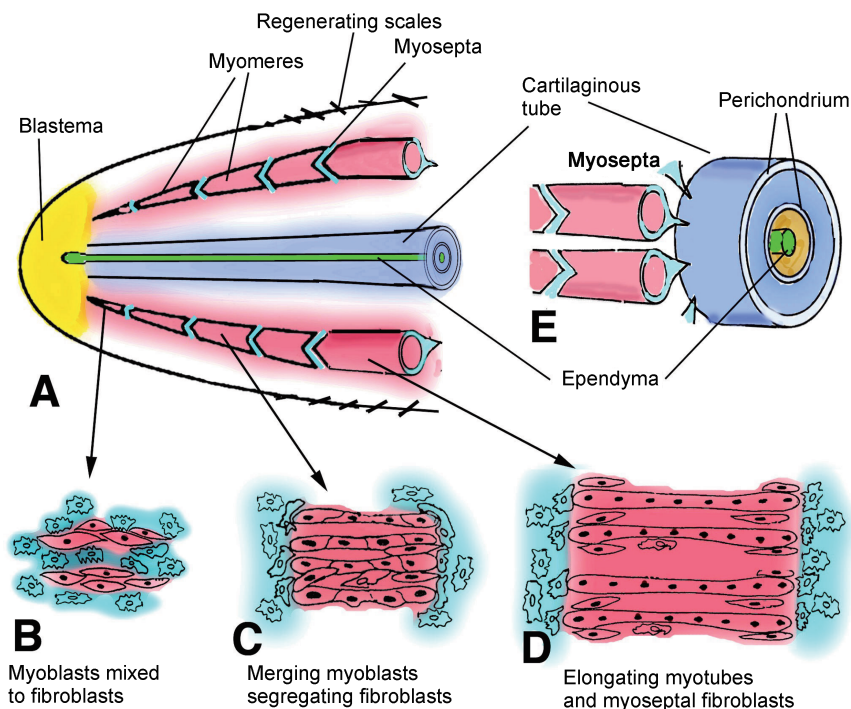 Regenerating scales
Myosepta
Myomeres
Cartilaginous
tube
Perichondrium
Blastema
Myosepta
E
Ependyma
A
B
Myoblasts mixed
to fibroblasts
C
Merging myoblasts
segregating fibroblasts
D
Elongating myotubes
and myoseptal fibroblasts